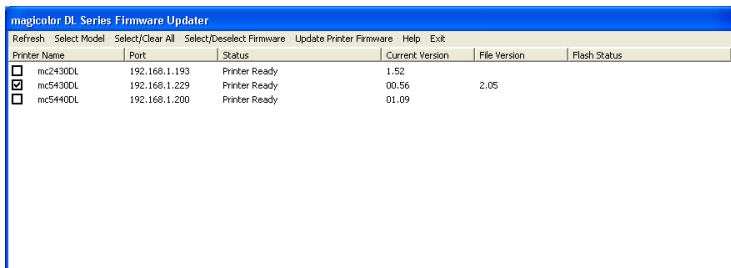 magicolor DL Series Firmware Updater
Refresh Select Model Select/Clear All Select/Deselect Firmware Update Printer Firmware Help Exit
Printer Name Port Status Current Version File Version Flash Status
mc2430DL 192.168.1.193 Printer Ready 1.52
mc5430DL 192.168.1.229 Printer Ready 00.56 2.05
mc5440DL 192.168.1.200 Printer Ready 01.09